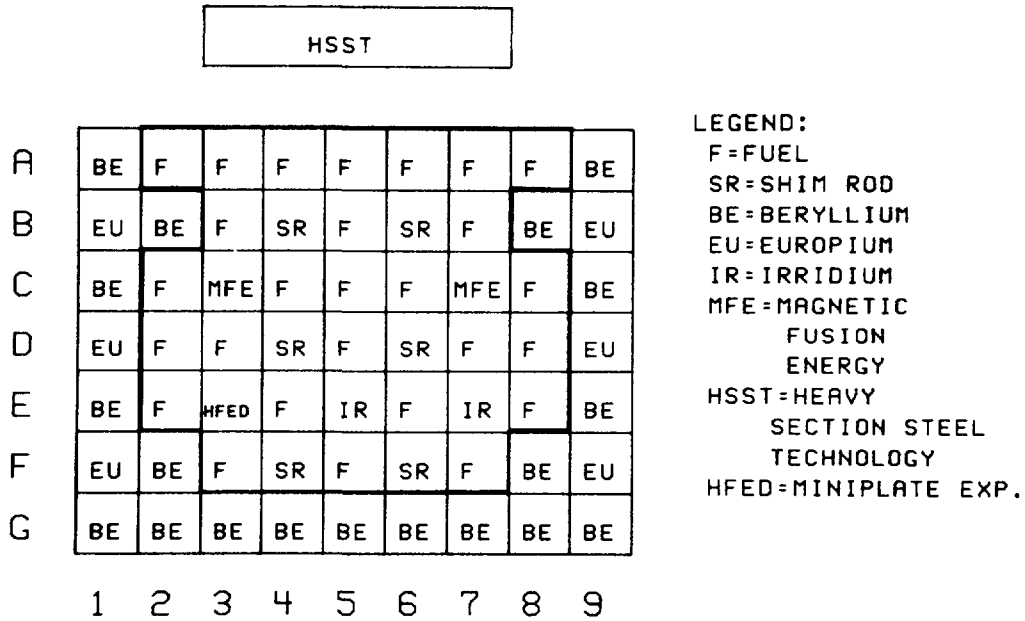 HSST
A BE F F F F F F F BE
B EU BE F SR F SR F BE EU
C BE F MFE F F F MFE F BE
D EU F F SR F SR F F EU
E BE F HFED F IR F IR F BE
F EU BE F SR F SR F BE EU
G BE BE BE BE BE BE BE BE BE
1 2 3 4 5 6 7 8 9
LEGEND:
F=FUEL
SR=SHIM ROD
BE=BERYLLIUM
EU=EUROPIUM
IR=IRRIDIUM
MFE=MAGNETIC
FUSION
ENERGY
HSST=HEAVY
SECTION STEEL
TECHNOLOGY
HFED=MINIPLATE EXP.